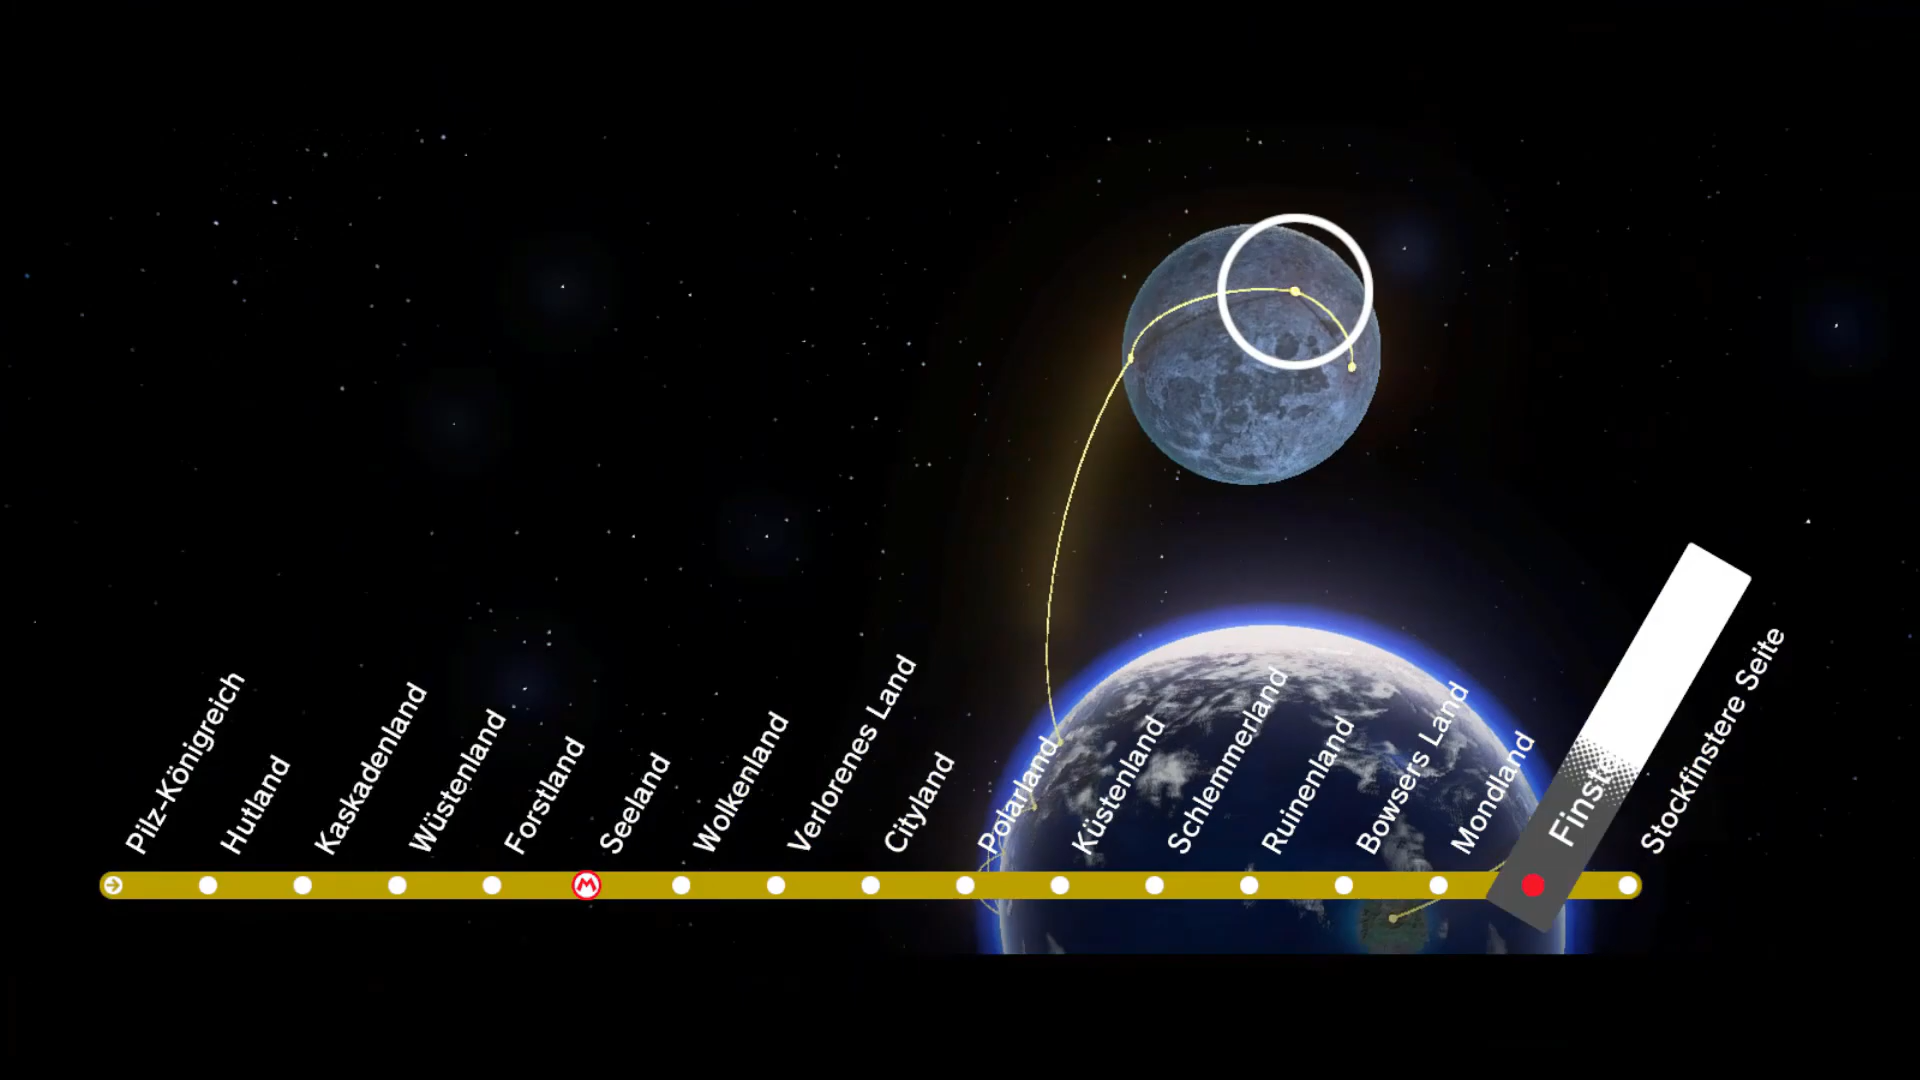 Pilz-Königreich
Hutland
Kaskadenland
Wüstenland
Forstland
Seeland
Wolkenland
Verlorenes Land
Cityland
Polarland
Küstenland
Schlemmerland
Ruinenland
Bowsers Land
Mondland
Finste
Stockfinstere Seite